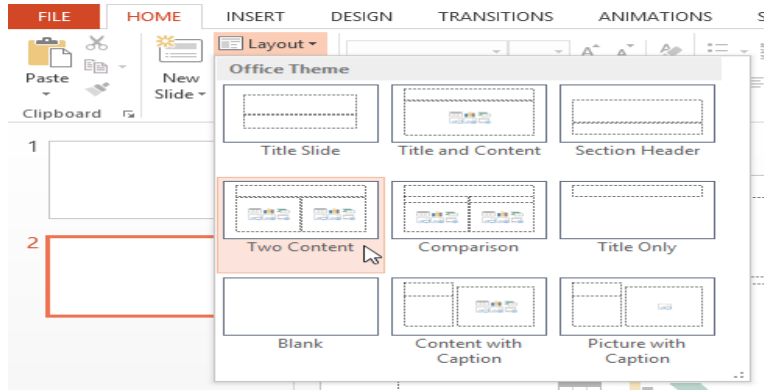 FILE HOME INSERT DESIGN TRANSITIONS ANIMATIONS S
Layout
Paste
New
Slide
Clipboard
Office Theme
Title Slide Title and Content Section Header
Two Content Comparison Title Only
Blank Content with Caption Picture with Caption
1
2